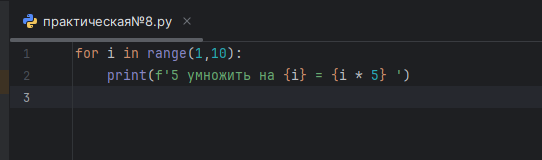 практическая№8.py
1 for i in range(1,10):
2 print(f'5 умножить на {i} = {i * 5} ')
3